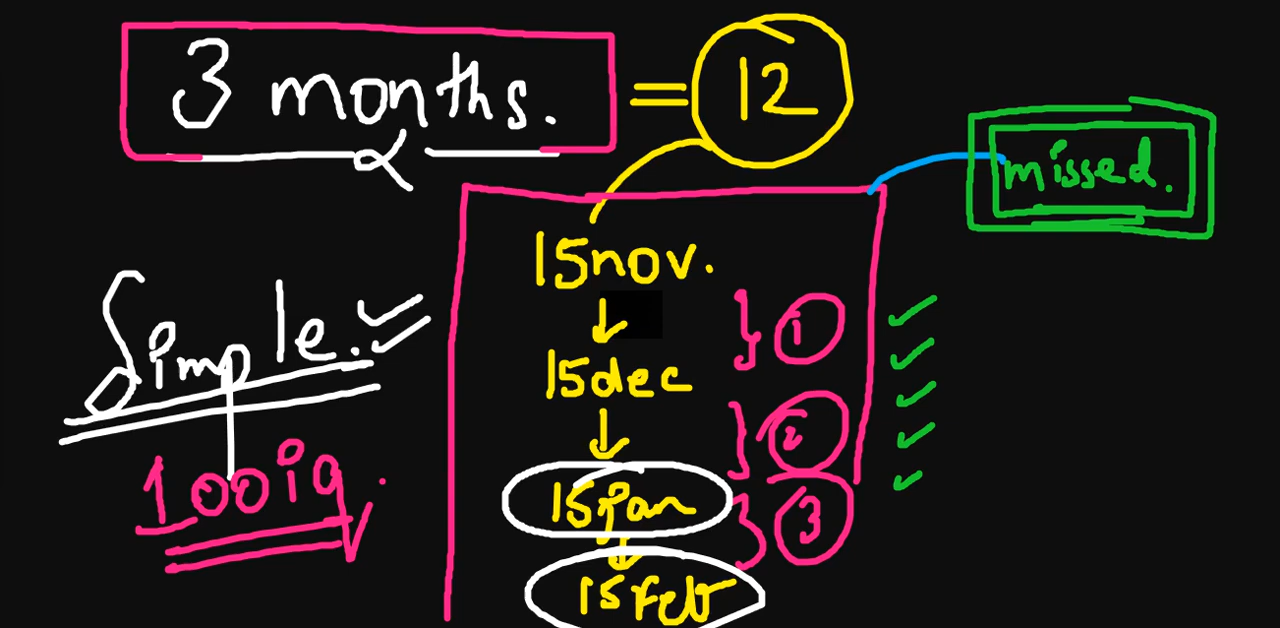 3 months. = 12
missed.
15nov.
1
Simple.
15dec
2
100iq.
15jan
3
15Feb